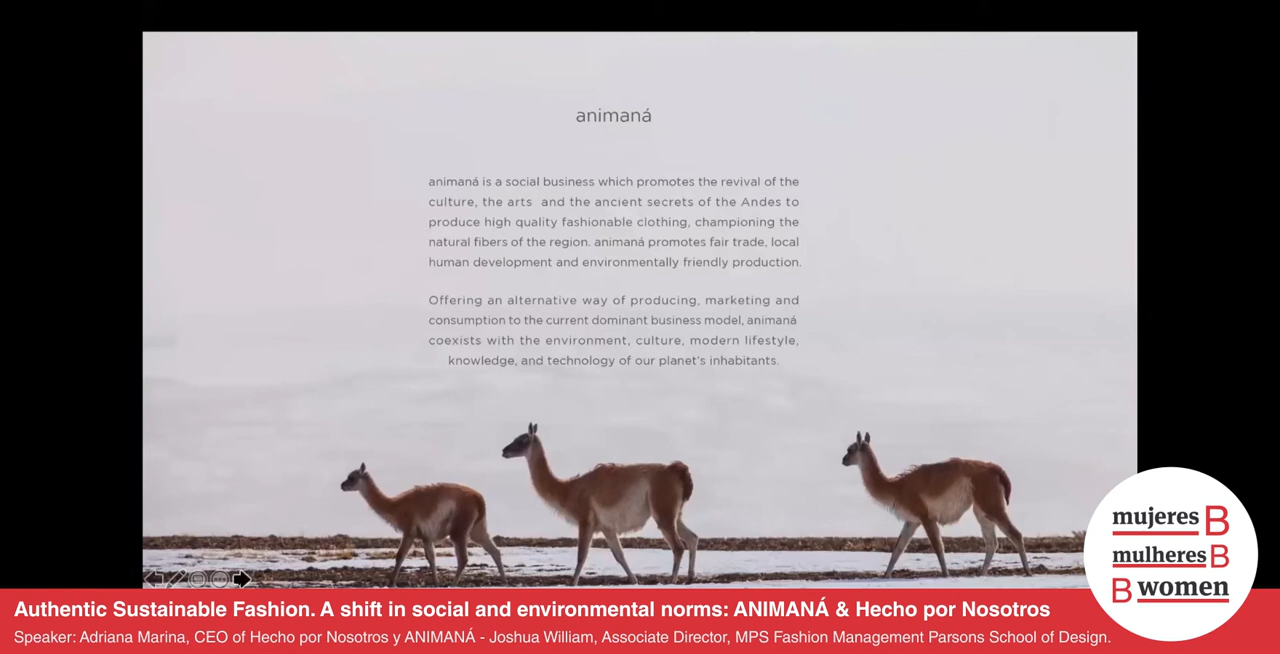 animaná
animaná is a social business which promotes the revival of the
culture, the arts and the ancient secrets of the Andes to
produce high quality fashionable clothing, championing the
natural fibers of the region. animaná promotes fair trade, local
human development and environmentally friendly production.
Offering an alternative way of producing, marketing and
consumption to the current dominant business model, animaná
coexists with the environment, culture, modern lifestyle,
knowledge, and technology of our planet's inhabitants.
mujeres B
mulheres B
B women
Authentic Sustainable Fashion. A shift in social and environmental norms: ANIMANÁ & Hecho por Nosotros
Speaker: Adriana Marina, CEO of Hecho por Nosotros y ANIMANÁ - Joshua William, Associate Director, MPS Fashion Management Parsons School of Design.